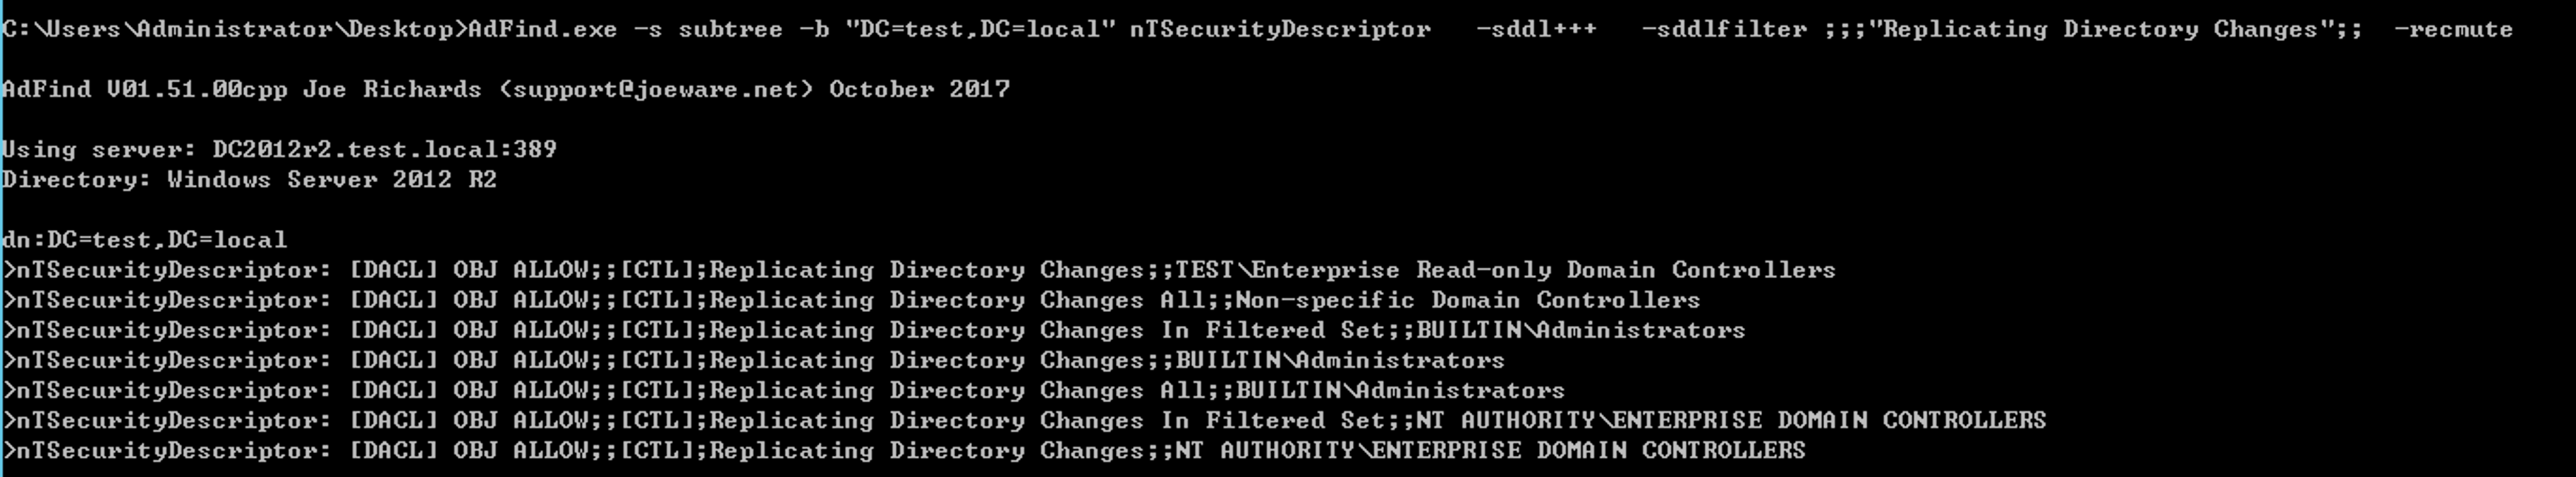 C:\Users\Administrator\Desktop>AdFind.exe -s subtree -b "DC=test,DC=local" nTSecurityDescriptor -sddl+++ -sddlfilter ;;;"Replicating Directory Changes";; -recmute
AdFind V01.51.00cpp Joe Richards (support@joeware.net) October 2017
Using server: DC2012r2.test.local:389
Directory: Windows Server 2012 R2
dn:DC=test,DC=local
>nTSecurityDescriptor: [DACL] OBJ ALLOW;;[CTL];Replicating Directory Changes;;TEST\Enterprise Read-only Domain Controllers
>nTSecurityDescriptor: [DACL] OBJ ALLOW;;[CTL];Replicating Directory Changes All;;Non-specific Domain Controllers
>nTSecurityDescriptor: [DACL] OBJ ALLOW;;[CTL];Replicating Directory Changes In Filtered Set;;BUILTIN\Administrators
>nTSecurityDescriptor: [DACL] OBJ ALLOW;;[CTL];Replicating Directory Changes;;BUILTIN\Administrators
>nTSecurityDescriptor: [DACL] OBJ ALLOW;;[CTL];Replicating Directory Changes All;;BUILTIN\Administrators
>nTSecurityDescriptor: [DACL] OBJ ALLOW;;[CTL];Replicating Directory Changes In Filtered Set;;NT AUTHORITY\ENTERPRISE DOMAIN CONTROLLERS
>nTSecurityDescriptor: [DACL] OBJ ALLOW;;[CTL];Replicating Directory Changes;;NT AUTHORITY\ENTERPRISE DOMAIN CONTROLLERS